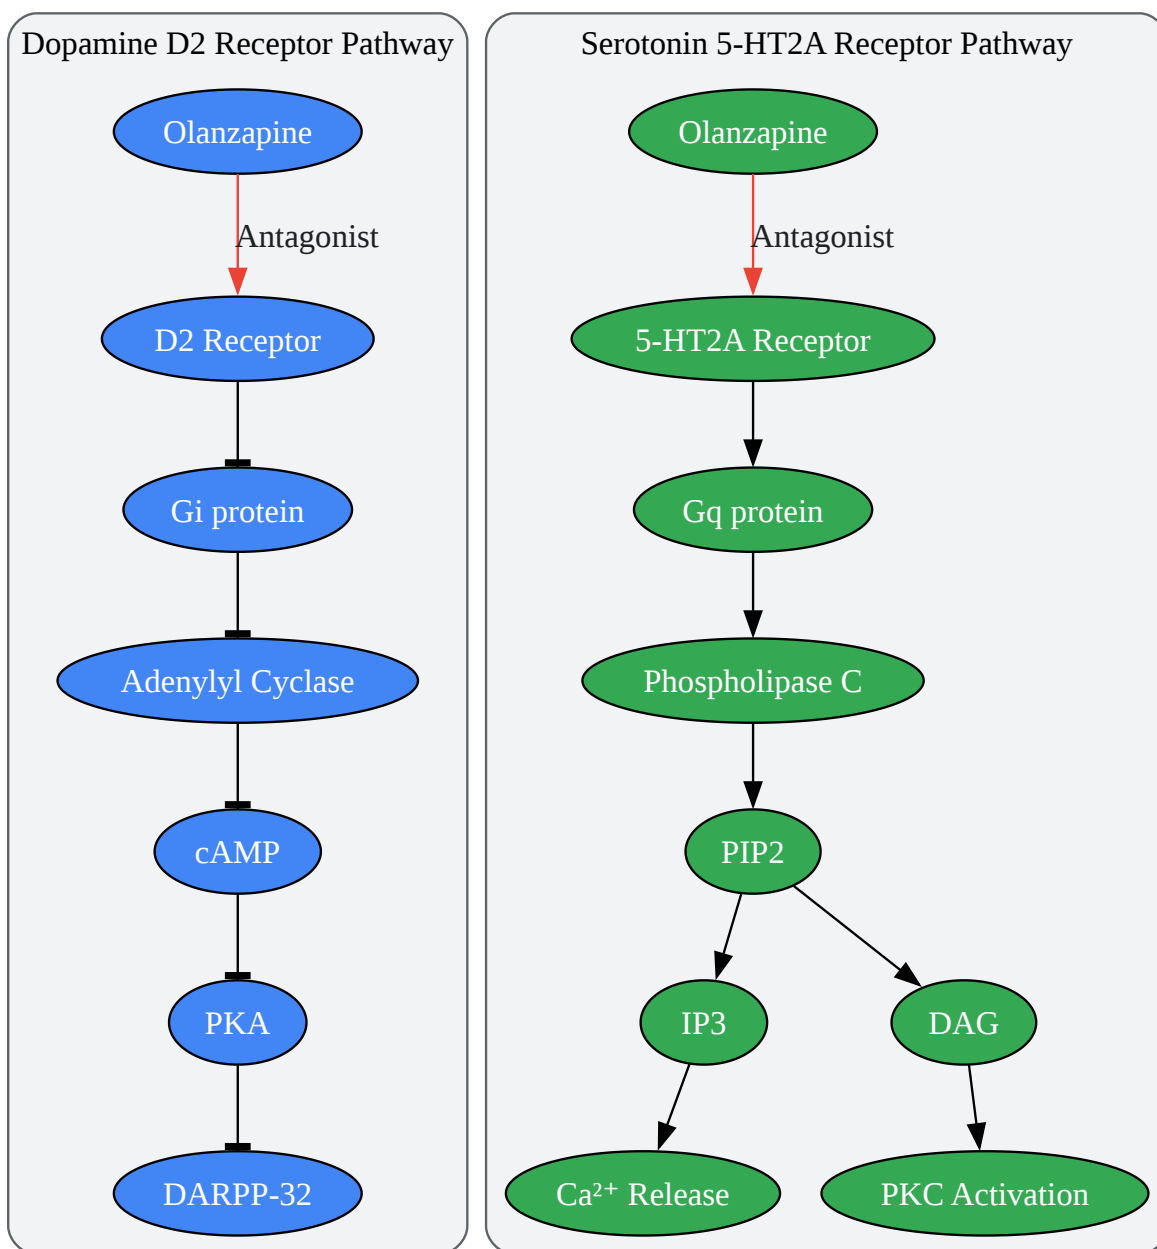 Dopamine D2 Receptor Pathway
Olanzapine
Antagonist
D2 Receptor
Gi protein
Adenylyl Cyclase
cAMP
PKA
DARPP-32
Serotonin 5-HT2A Receptor Pathway
Olanzapine
Antagonist
5-HT2A Receptor
Gq protein
Phospholipase C
PIP2
IP3
DAG
Ca²⁺ Release
PKC Activation